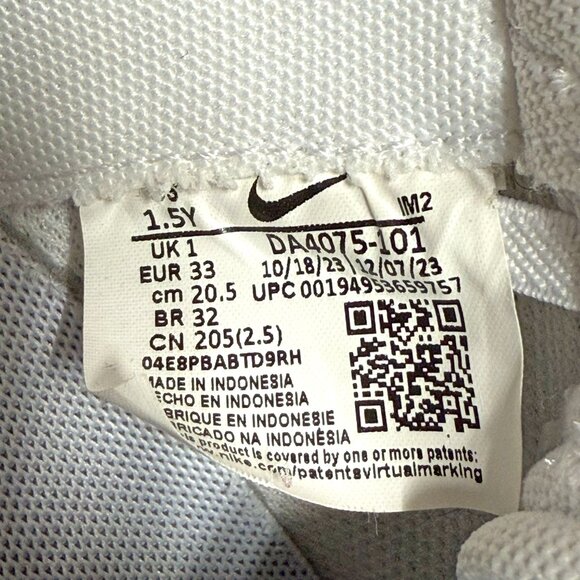 1.5Y
IM2
UK 1
DA4075-101
EUR 33
10/18/23 12/07/23
cm 20.5
UPC 00194953659757
BR 32
CN 205(2.5)
04E8PBABTD9RH
MADE IN INDONESIA
ECHO EN INDONESIA
BRIQUE EN INDONESIE
RICADO NA INDONÉSIA
is product is covered by one or more patents:
w.nike.com/patentsvirtualmarking